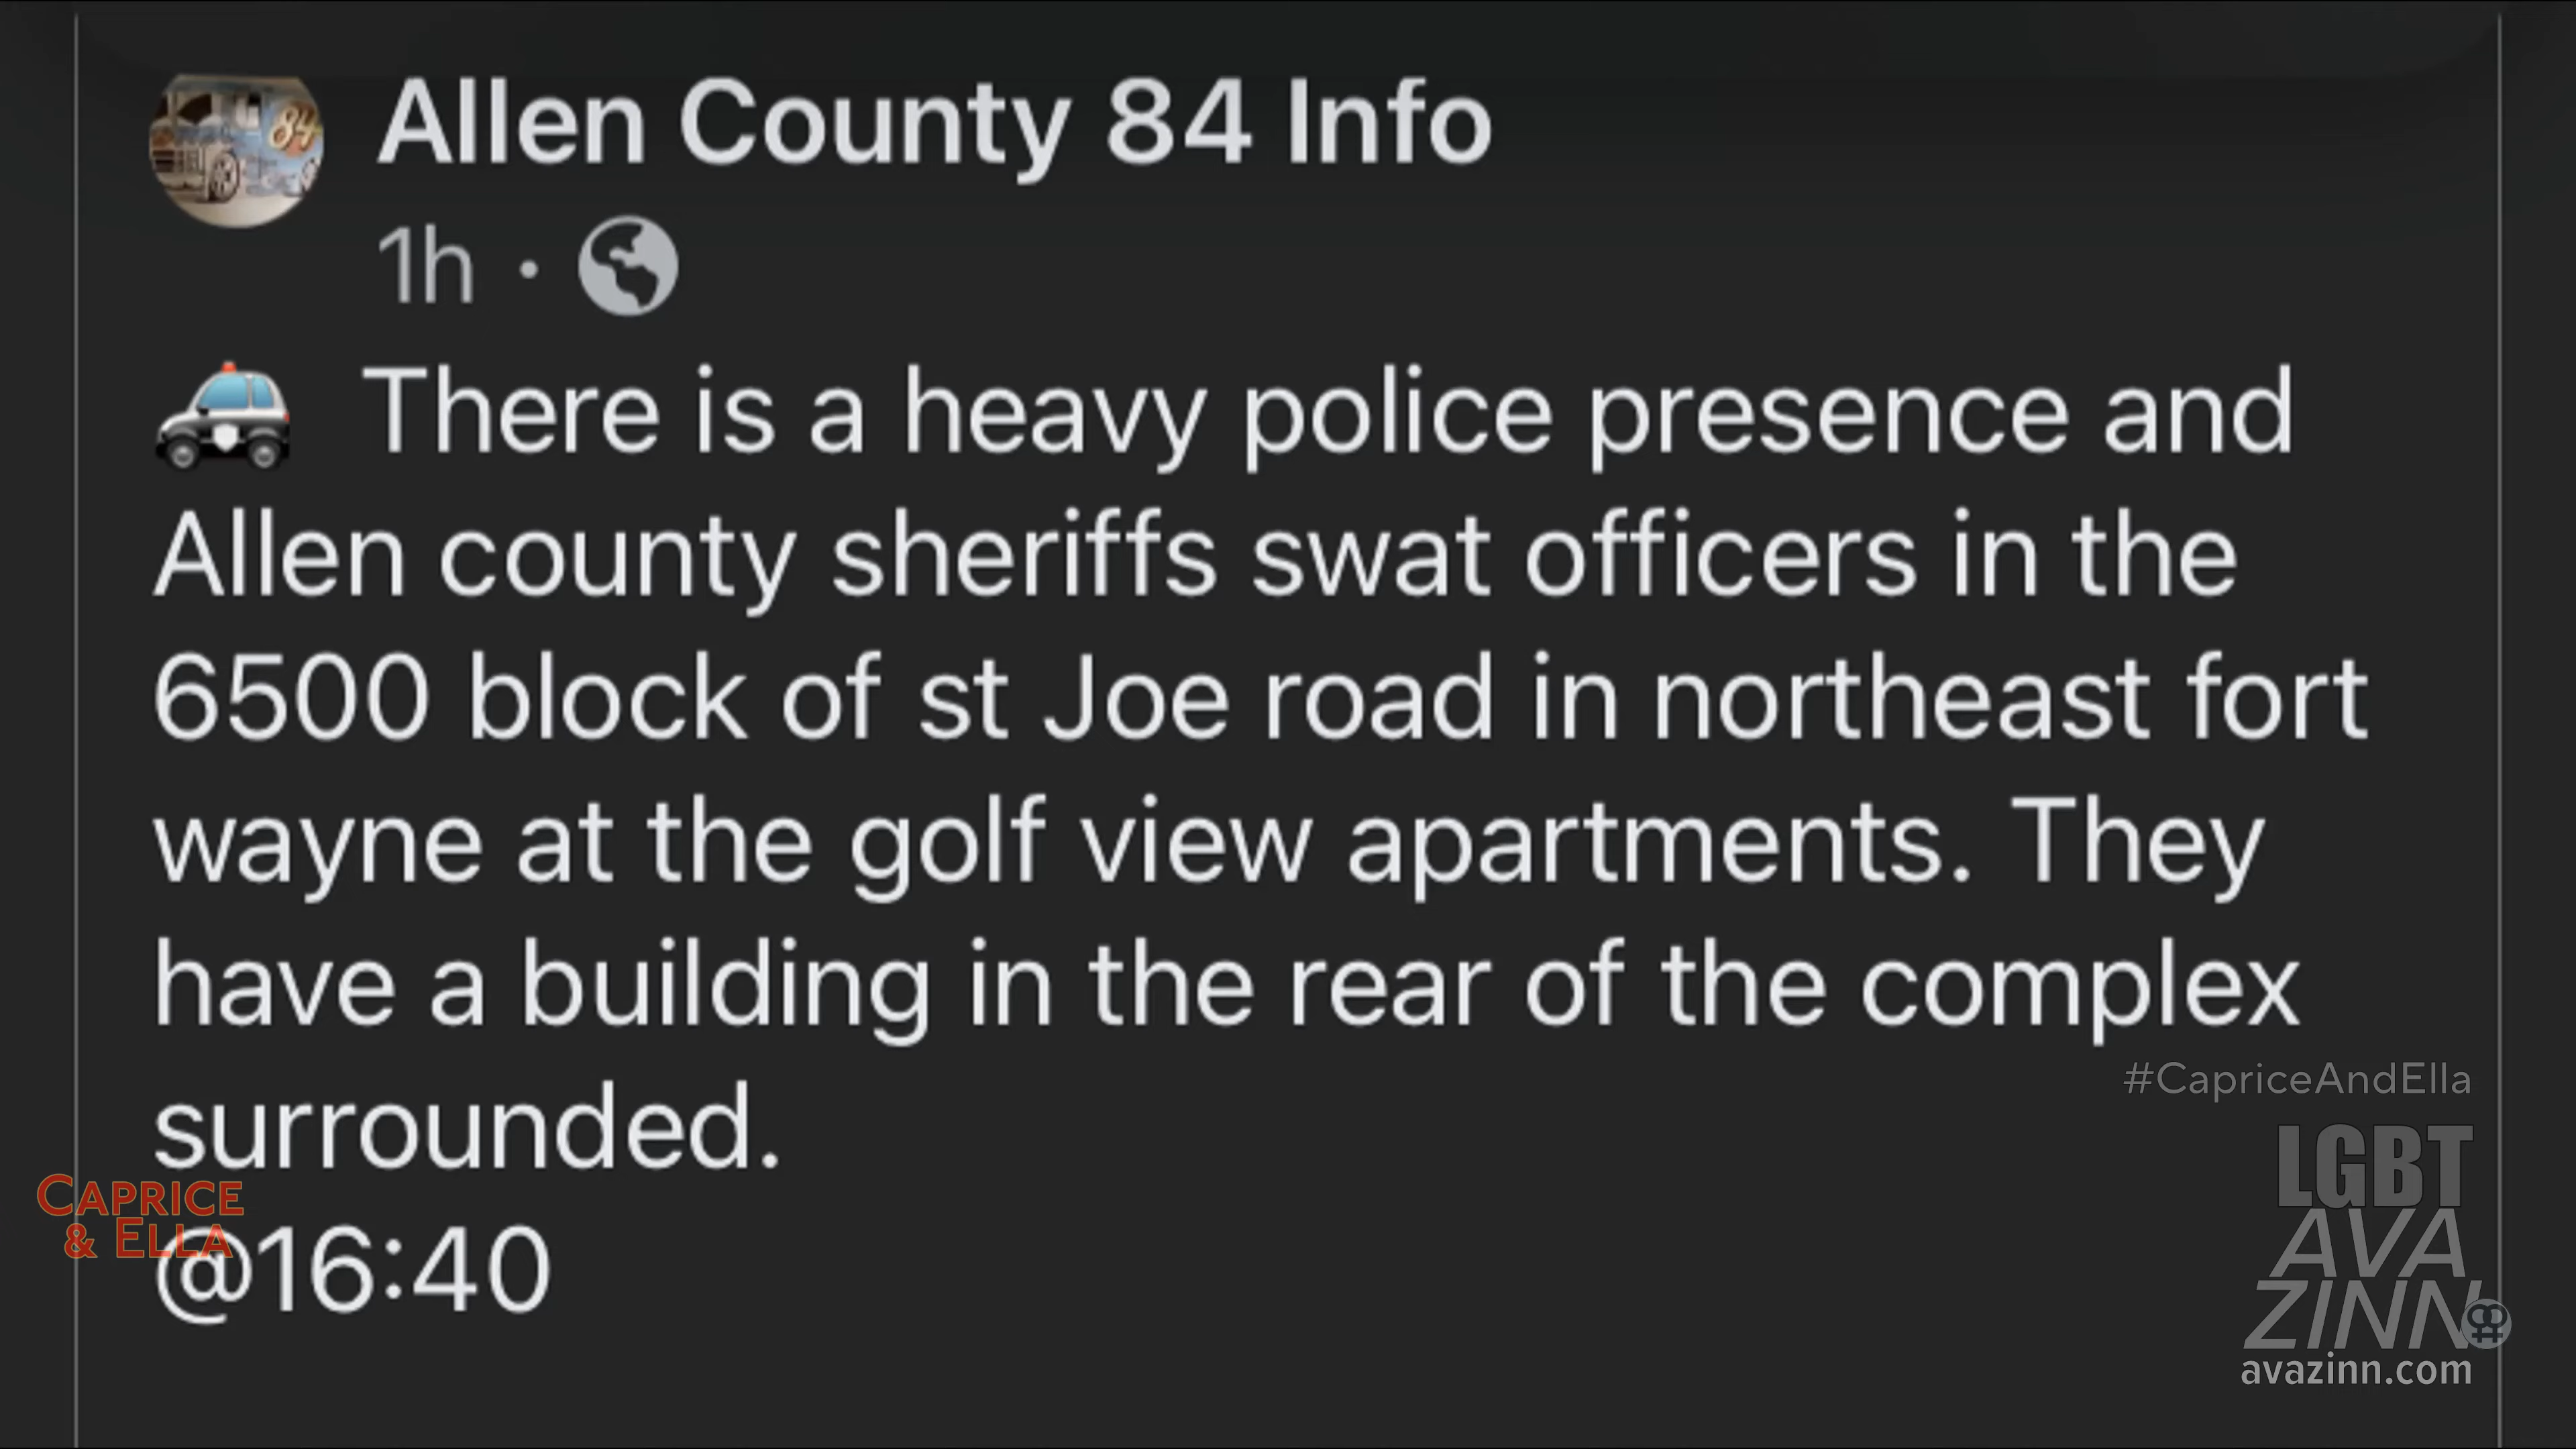 84
Allen County 84 Info
1h ·
There is a heavy police presence and
Allen county sheriffs swat officers in the
6500 block of st Joe road in northeast fort
wayne at the golf view apartments. They
have a building in the rear of the complex
surrounded.
@16:40
#CapriceAndElla
CAPRICE
& ELLA
LGBT
AVA
ZINN
avazinn.com